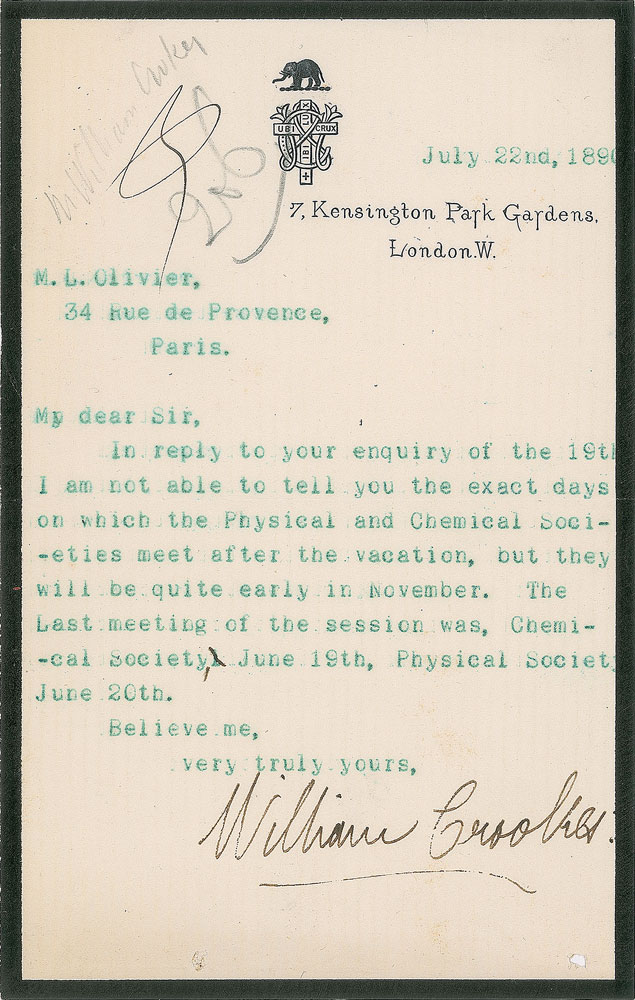 William Crookes
UBI CRUX
IBI LUX
July 22nd, 1890
7, Kensington Park Gardens.
London.W.
M. L. Olivier,
34 Rue de Provence,
Paris.
My dear Sir,
In reply to your enquiry of the 19th
I am not able to tell you the exact days
on which the Physical and Chemical Soci-
-eties meet after the vacation, but they
will be quite early in November. The
Last meeting of the session was, Chemi-
-cal Society, June 19th, Physical Society
June 20th.
Believe me,
very truly yours,
William Crookes.